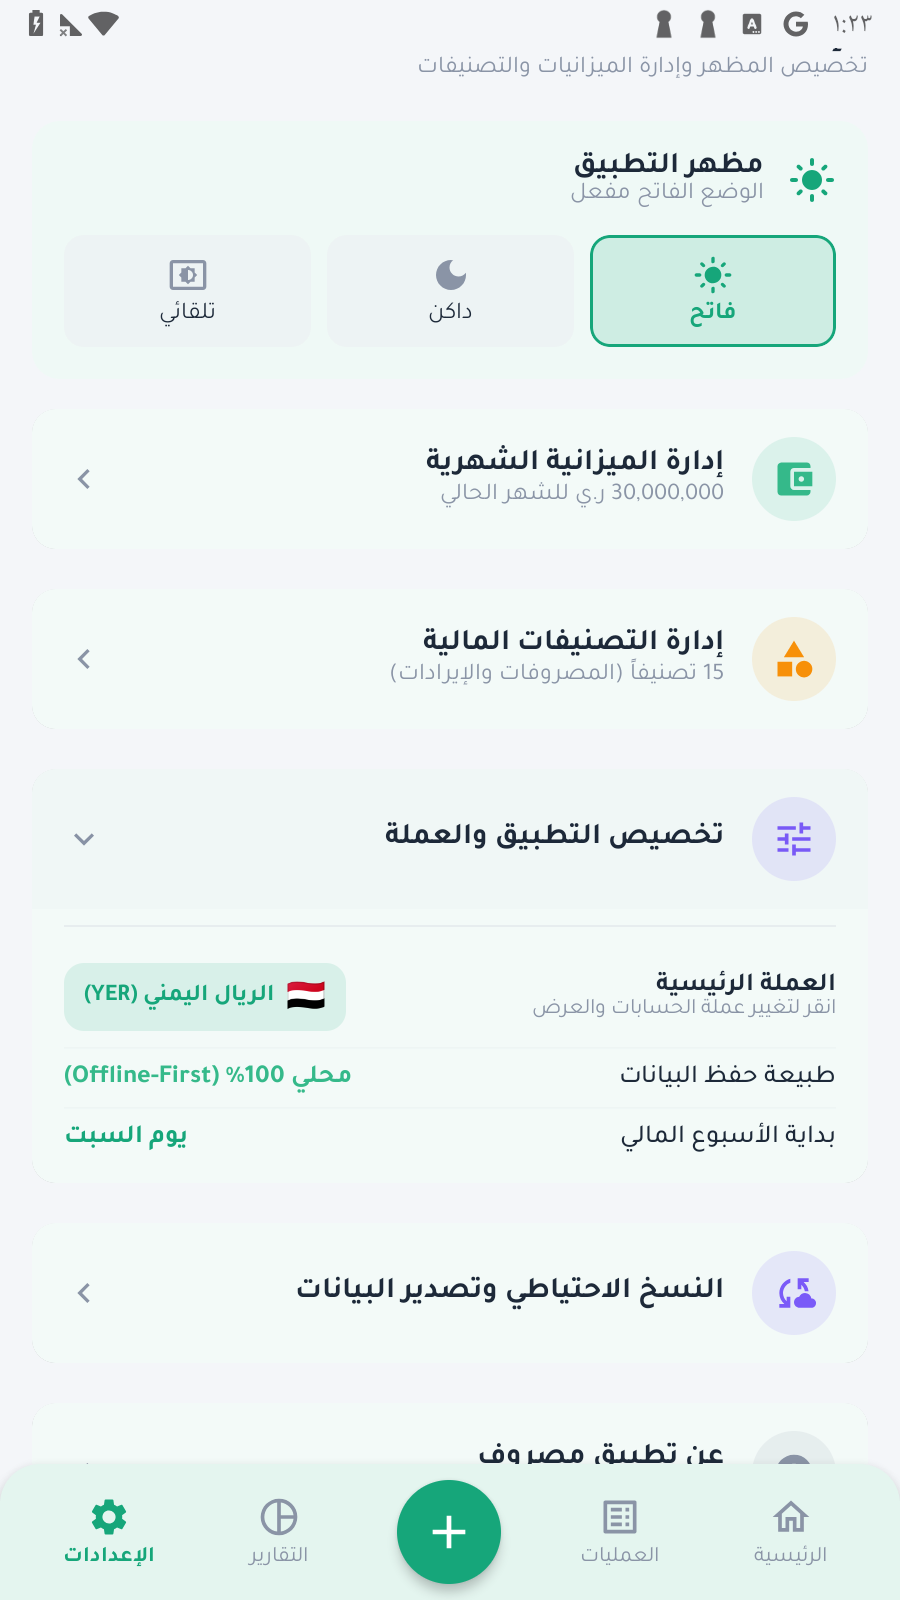 ١:٢٣
تخصيص المظهر وإدارة الميزانيات والتصنيفات
مظهر التطبيق
الوضع الفاتح مفعل
فاتح
داكن
تلقائي
إدارة الميزانية الشهرية
30,000,000 ر.ي للشهر الحالي
إدارة التصنيفات المالية
15 تصنيفاً (المصروفات والإيرادات)
تخصيص التطبيق والعملة
العملة الرئيسية
انقر لتغيير عملة الحسابات والعرض
الريال اليمني (YER)
طبيعة حفظ البيانات
محلي 100% (Offline-First)
بداية الأسبوع المالي
يوم السبت
النسخ الاحتياطي وتصدير البيانات
عن تطبيق مصروف
الرئيسية
العمليات
التقارير
الإعدادات